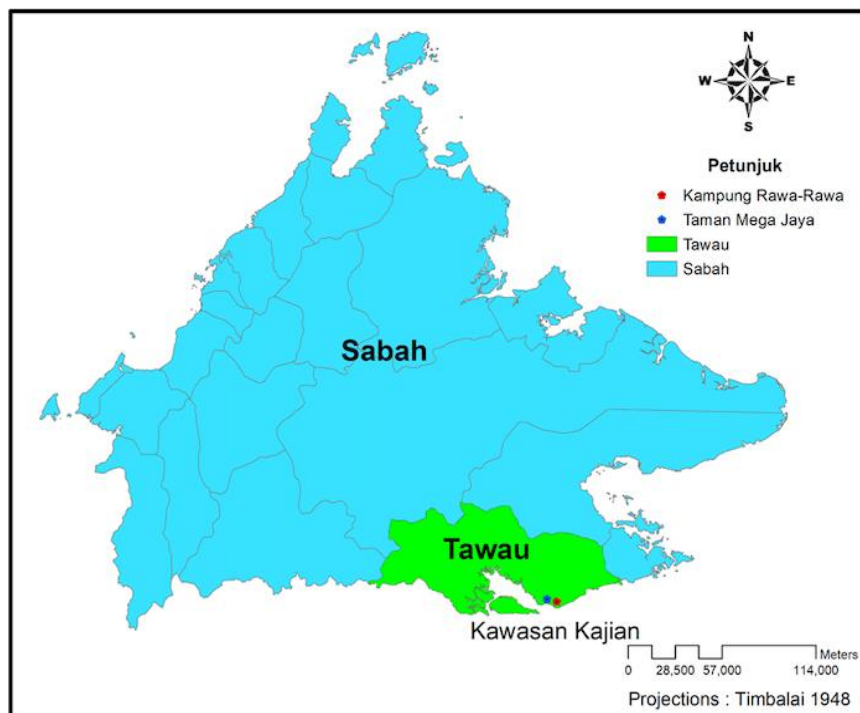 N
W E
S
Petunjuk
Kampung Rawa-Rawa
Taman Mega Jaya
Tawau
Sabah
Sabah
Tawau
Kawasan Kajian
Meters
0 28,500 57,000 114,000
Projections : Timbalai 1948